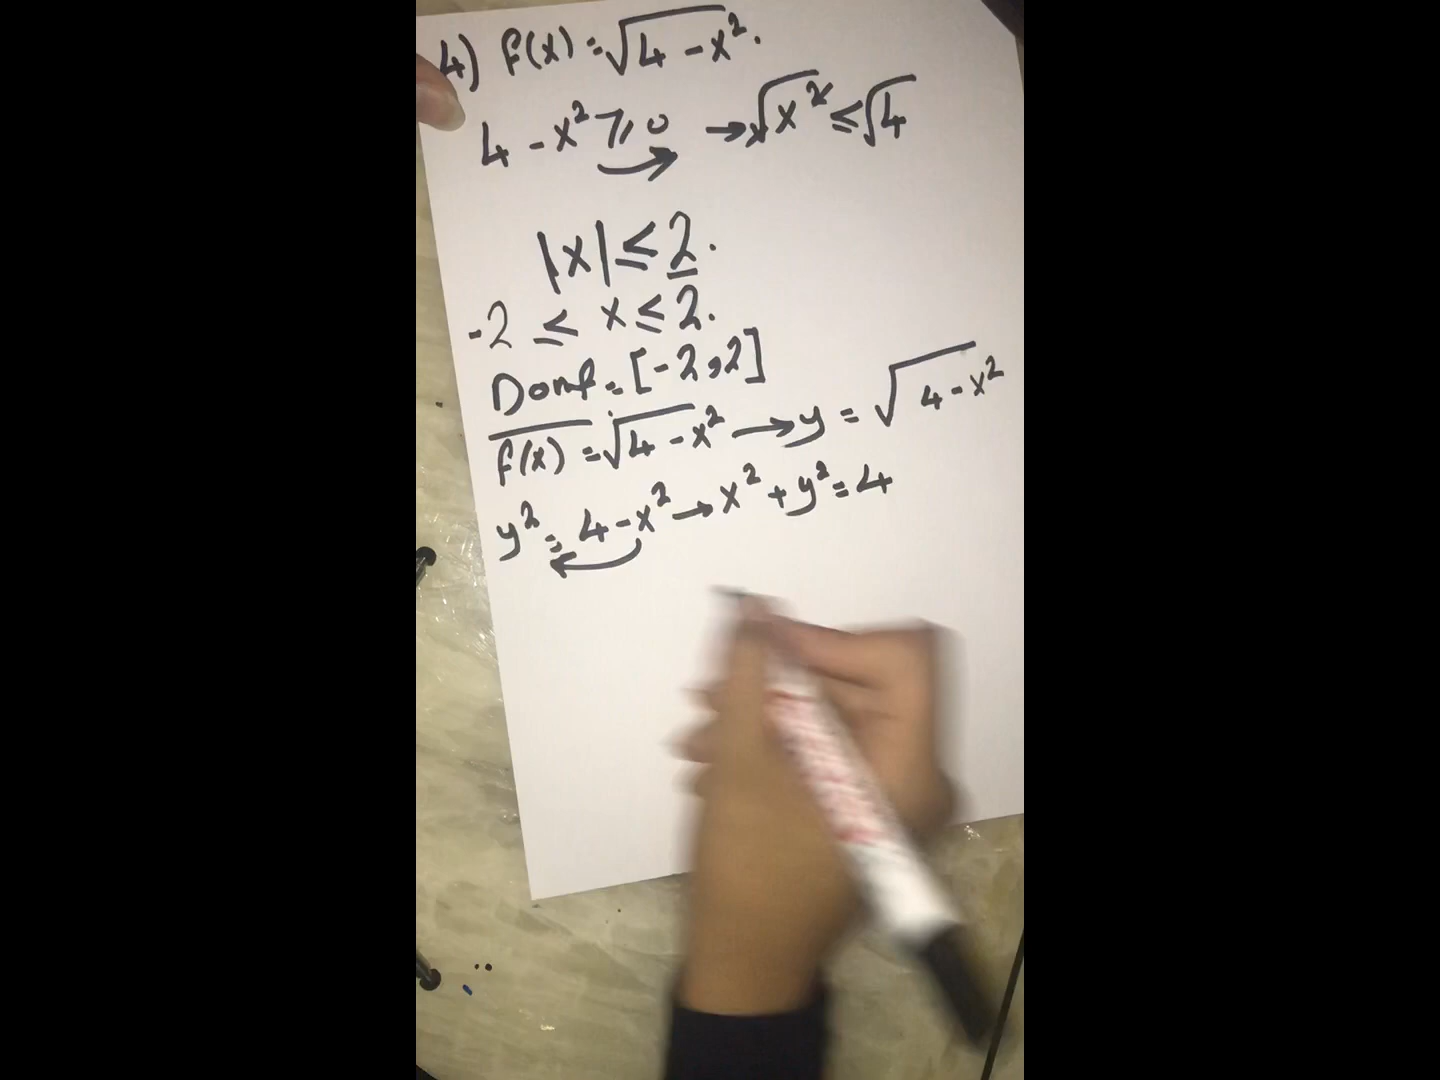 4) f(x) = √4 - x².
4 - x² ⩾ 0 → √x² ≤ √4
|x| ≤ 2.
-2 ≤ x ≤ 2.
Domf = [-2,2]
f(x) = √4 - x² → y = √4 - x²
y² = 4 - x² → x² + y² = 4